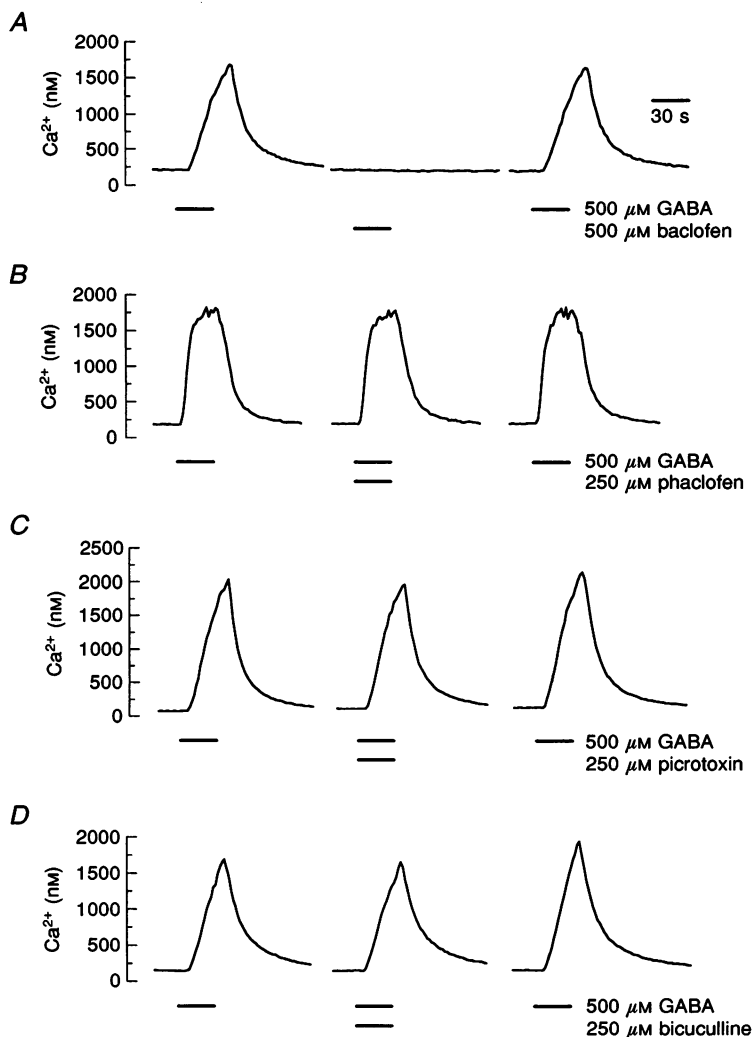 A
2000
1500
1000
500
0
Ca²⁺ (nM)
30 s
500 μM GABA
500 μM baclofen
B
2000
1500
1000
500
0
Ca²⁺ (nM)
500 μM GABA
250 μM phaclofen
C
2500
2000
1500
1000
500
0
Ca²⁺ (nM)
500 μM GABA
250 μM picrotoxin
D
2000
1500
1000
500
0
Ca²⁺ (nM)
500 μM GABA
250 μM bicuculline